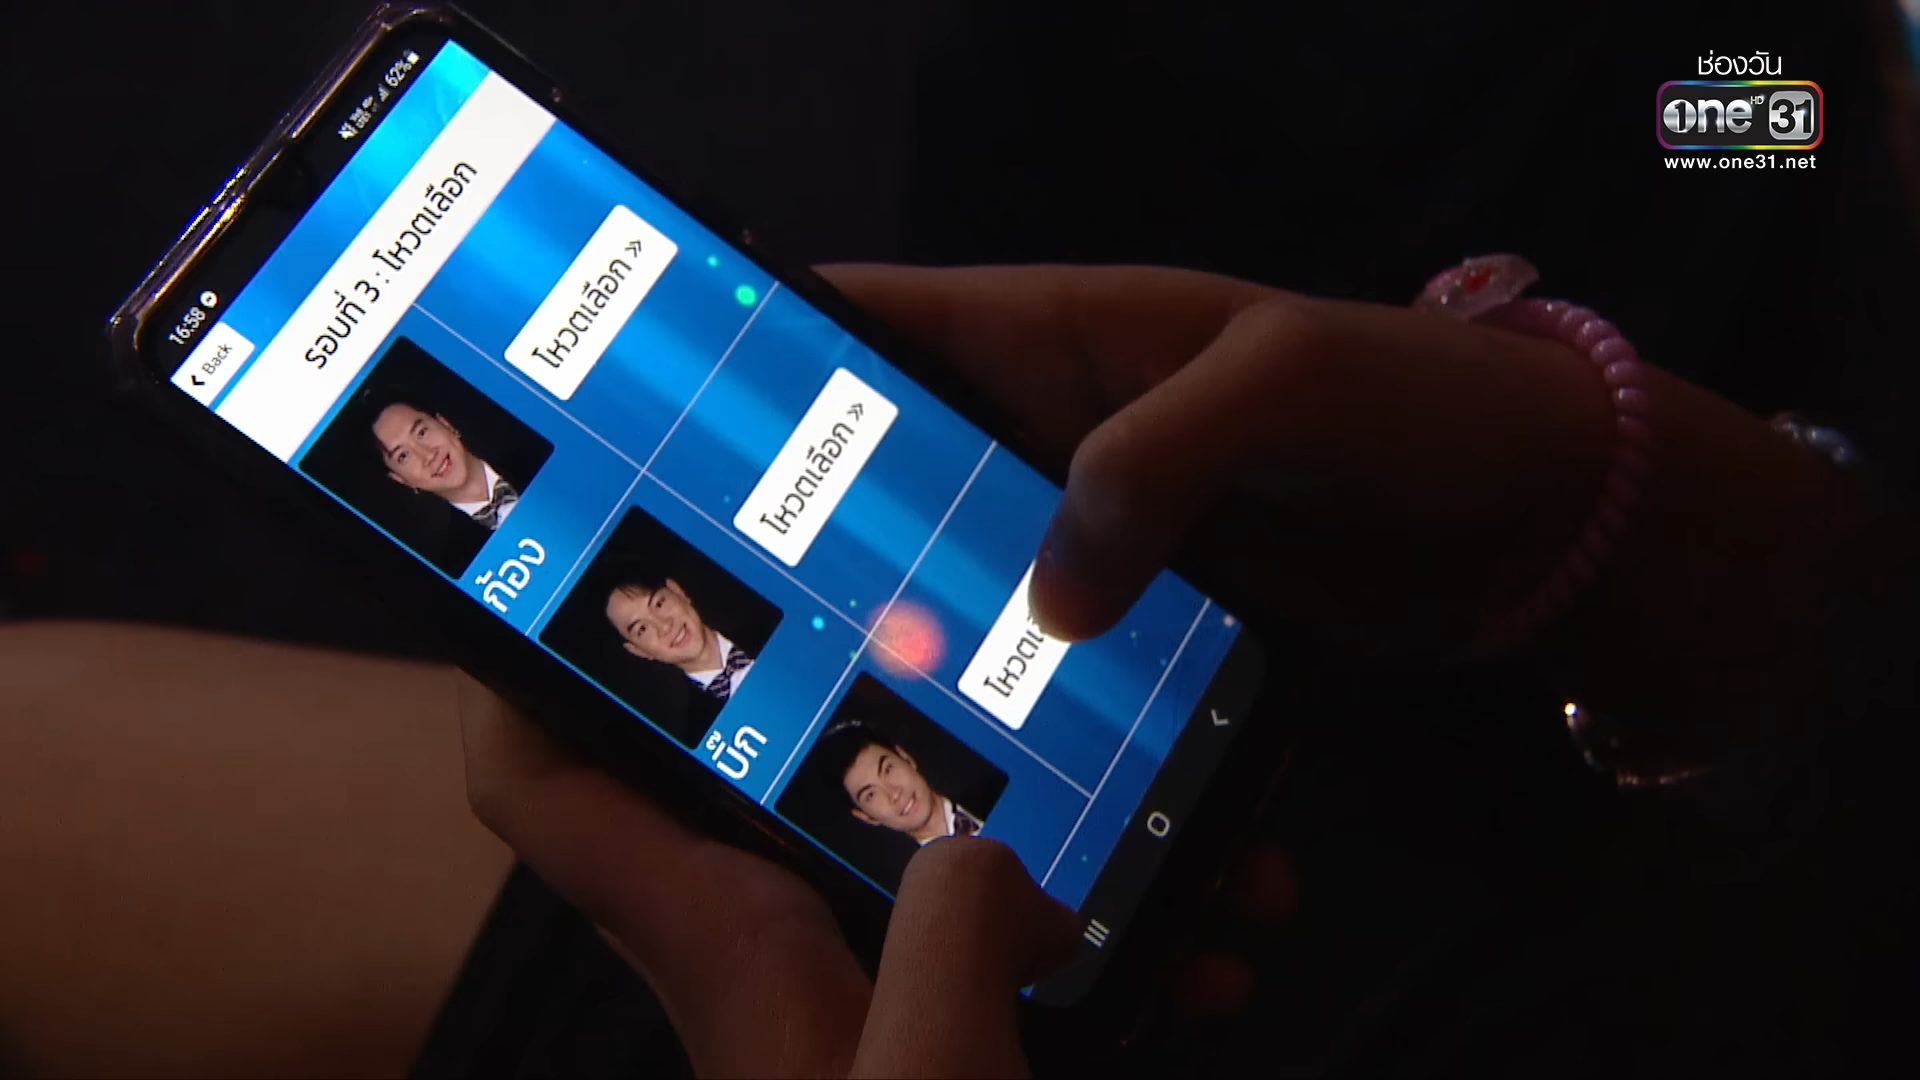 ช่องวัน
one HD 31
www.one31.net
16:58
62%
Back
รอบที่ 3 : โหวตเลือก
โหวตเลือก »
ก้อง
โหวตเลือก »
บิ๊ก